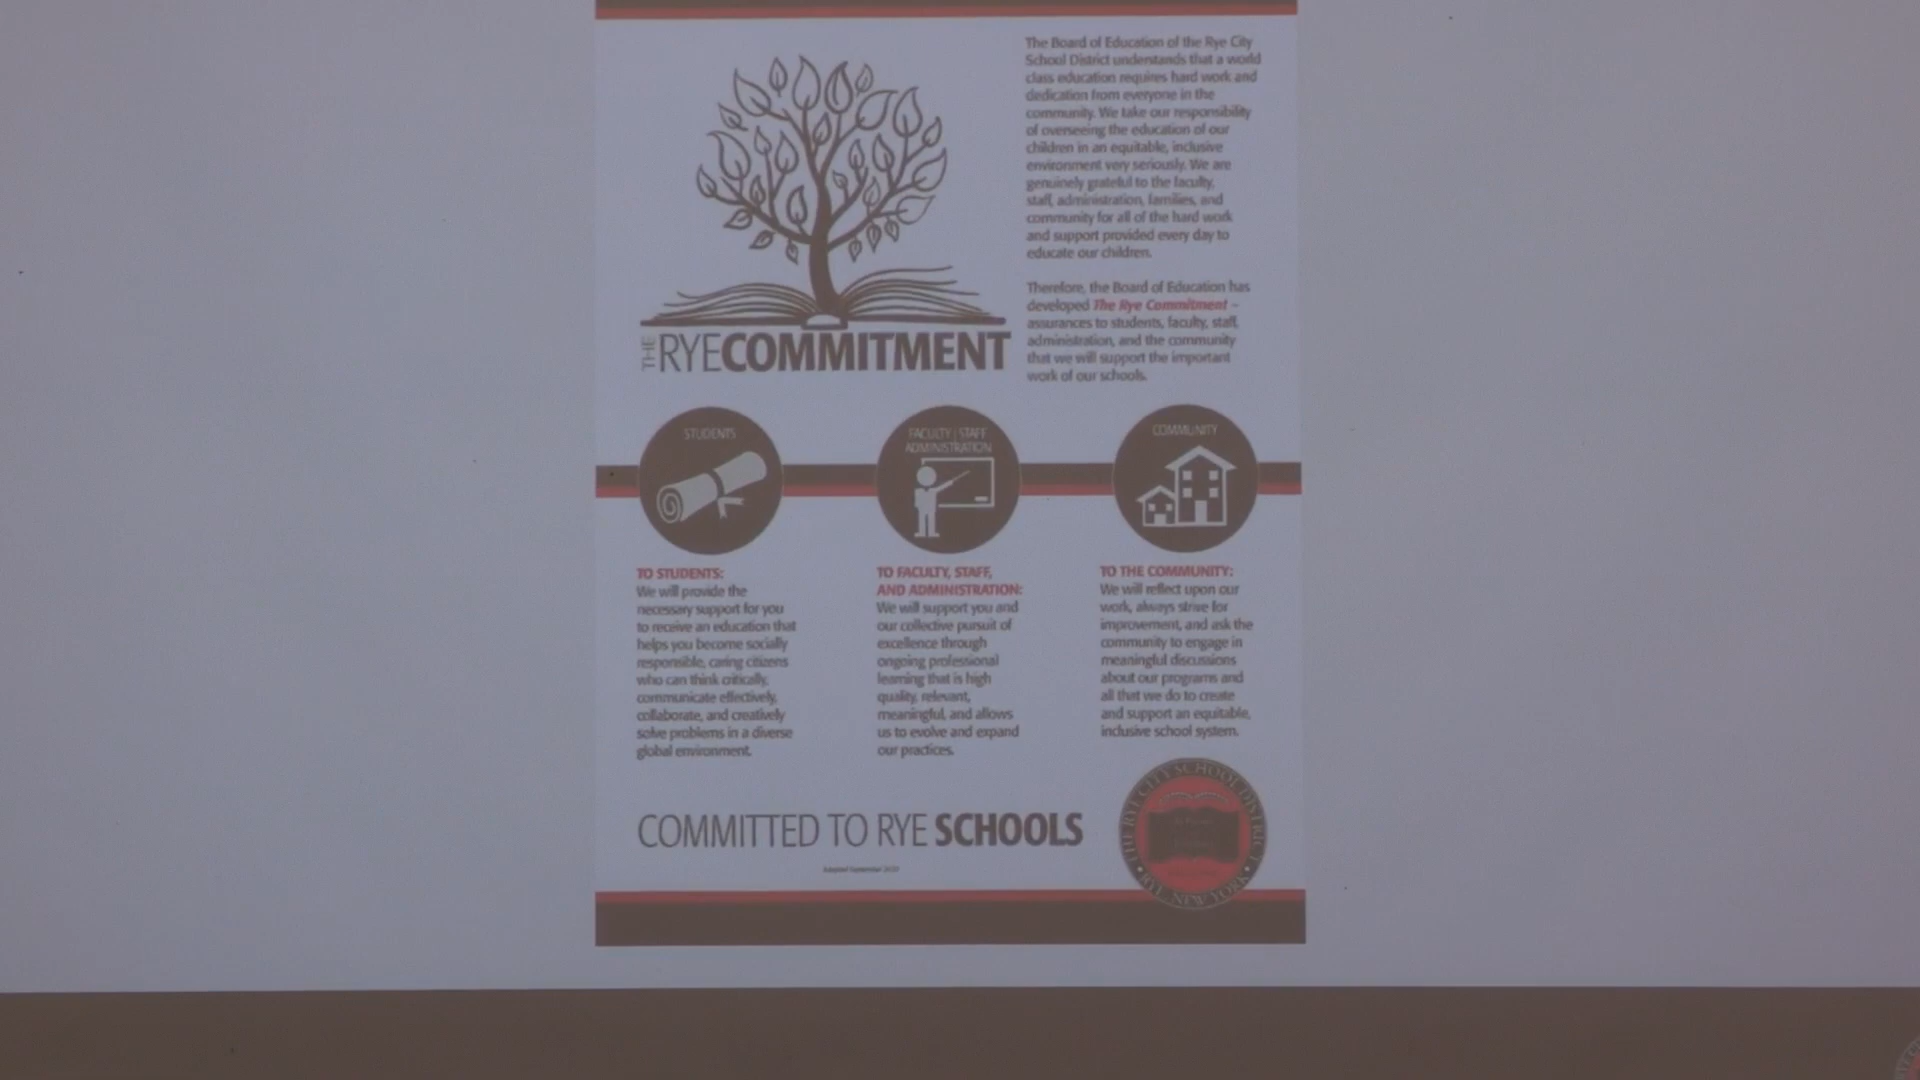 The Board of Education of the Rye City
School District understands that a world
class education requires hard work and
dedication from everyone in the
community. We take our responsibility
of overseeing the education of our
children in an equitable, inclusive
environment very seriously. We are
genuinely grateful to the faculty,
staff, administration, families, and
community for all of the hard work
and support provided every day to
educate our children.
Therefore, the Board of Education has
developed The Rye Commitment –
assurances to students, faculty, staff,
administration, and the community
that we will support the important
work of our schools.
THE RYECOMMITMENT
STUDENTS
FACULTY | STAFF
ADMINISTRATION
COMMUNITY
TO STUDENTS:
We will provide the
necessary support for you
to receive an education that
helps you become socially
responsible, caring citizens
who can think critically,
communicate effectively,
collaborate, and creatively
solve problems in a diverse
global environment.
TO FACULTY, STAFF,
AND ADMINISTRATION:
We will support you and
our collective pursuit of
excellence through
ongoing professional
learning that is high
quality, relevant,
meaningful, and allows
us to evolve and expand
our practices.
TO THE COMMUNITY:
We will reflect upon our
work, always strive for
improvement, and ask the
community to engage in
meaningful discussions
about our programs and
all that we do to create
and support an equitable,
inclusive school system.
COMMITTED TO RYE SCHOOLS
Adopted September
THE RYE CITY SCHOOL DISTRICT
RYE, NEW YORK